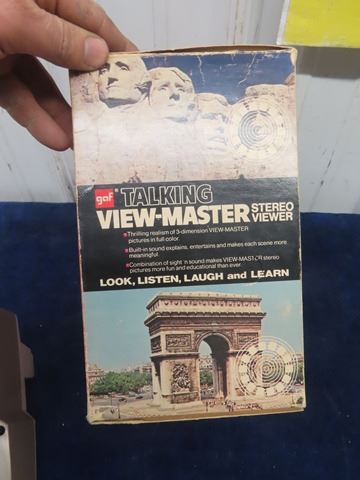 gaf® TALKING
VIEW-MASTER STEREO VIEWER
• Thrilling realism of 3-dimension VIEW-MASTER
pictures in full color.
• Built-in sound explains, entertains and makes each scene more
meaningful.
• Combination of sight 'n sound makes VIEW-MASTER stereo
pictures more fun and educational than ever.
LOOK, LISTEN, LAUGH and LEARN